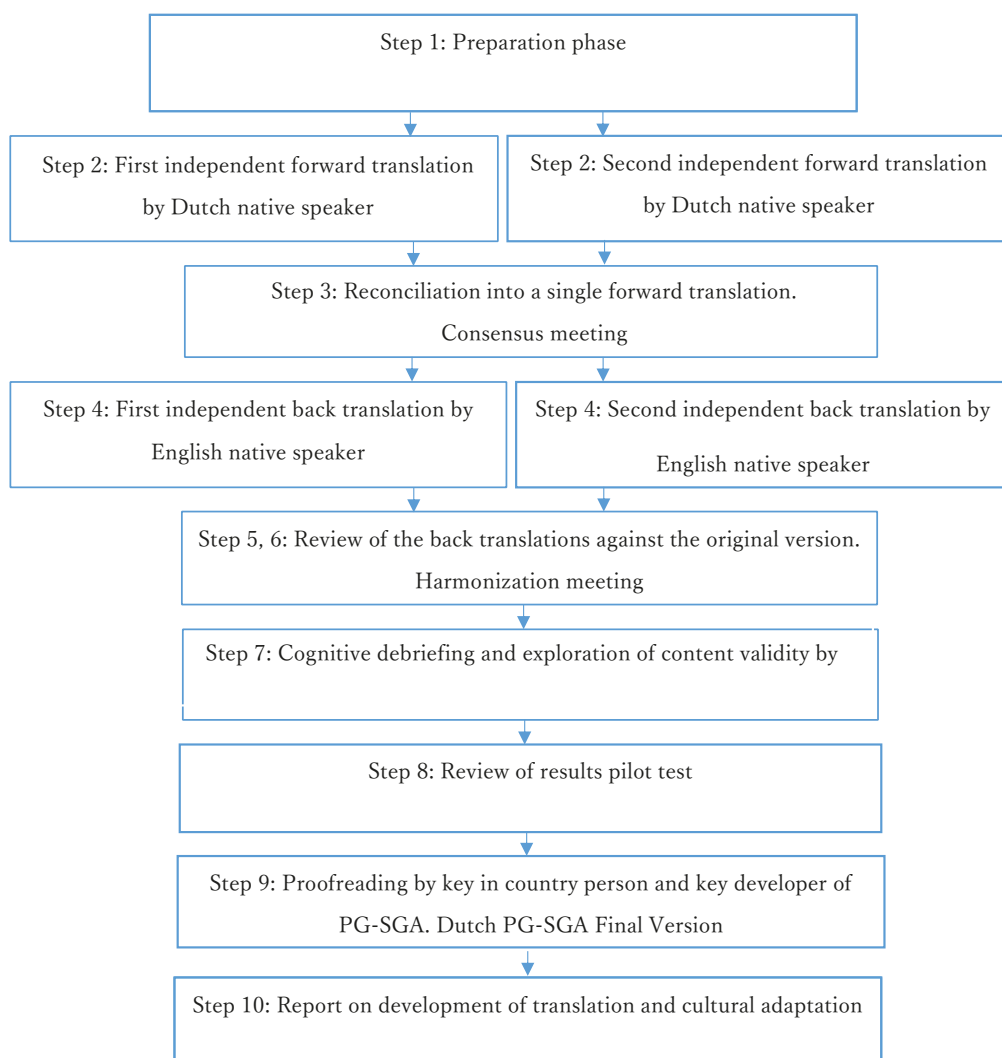 Step 1: Preparation phase
Step 2: First independent forward translation
by Dutch native speaker
Step 2: Second independent forward translation
by Dutch native speaker
Step 3: Reconciliation into a single forward translation.
Consensus meeting
Step 4: First independent back translation by
English native speaker
Step 4: Second independent back translation by
English native speaker
Step 5, 6: Review of the back translations against the original version.
Harmonization meeting
Step 7: Cognitive debriefing and exploration of content validity by
Step 8: Review of results pilot test
Step 9: Proofreading by key in country person and key developer of
PG-SGA. Dutch PG-SGA Final Version
Step 10: Report on development of translation and cultural adaptation